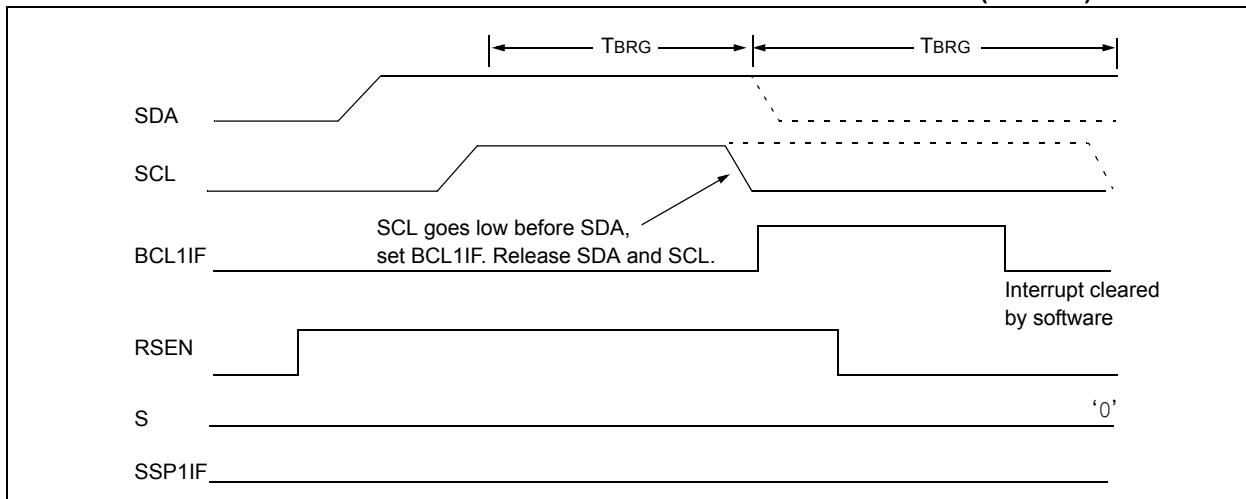 TBRG
TBRG
SDA
SCL
SCL goes low before SDA,
set BCL1IF. Release SDA and SCL.
BCL1IF
Interrupt cleared
by software
RSEN
S
‘0’
SSP1IF